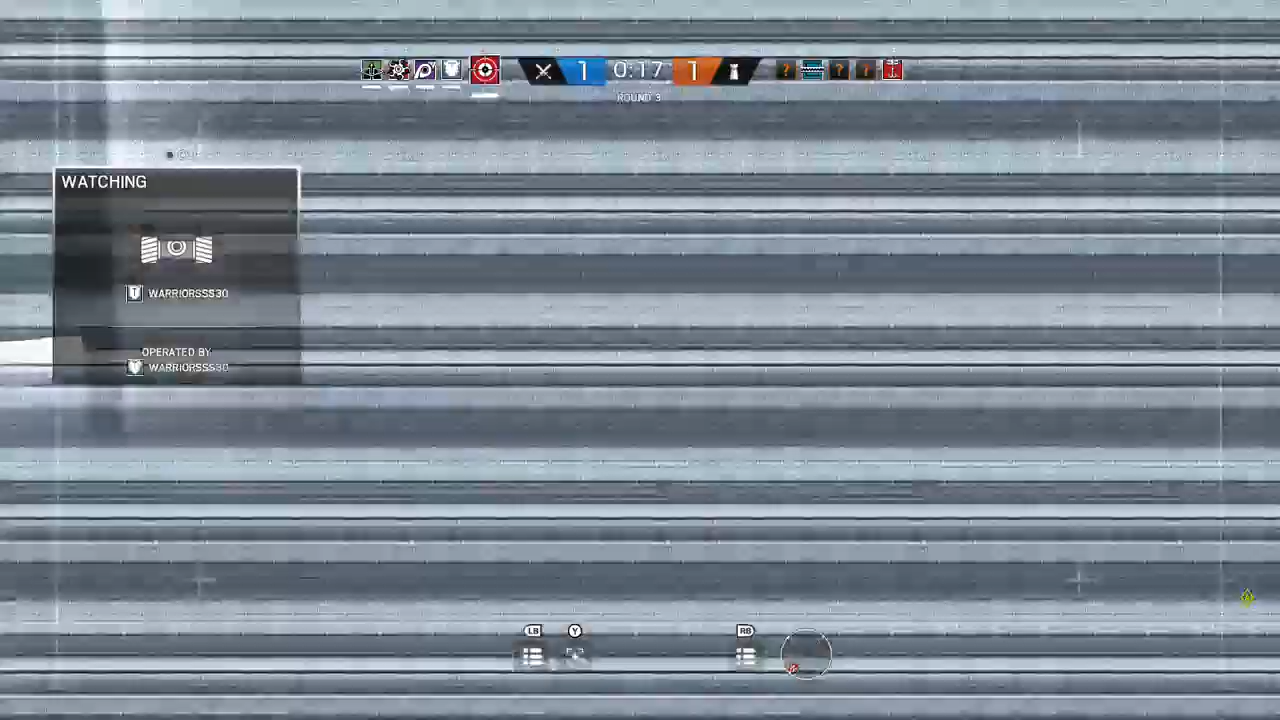 1 0:17 1
? ? ?
ROUND 3
WATCHING
WARRIORSSS30
OPERATED BY
WARRIORSSS30
LB Y RB